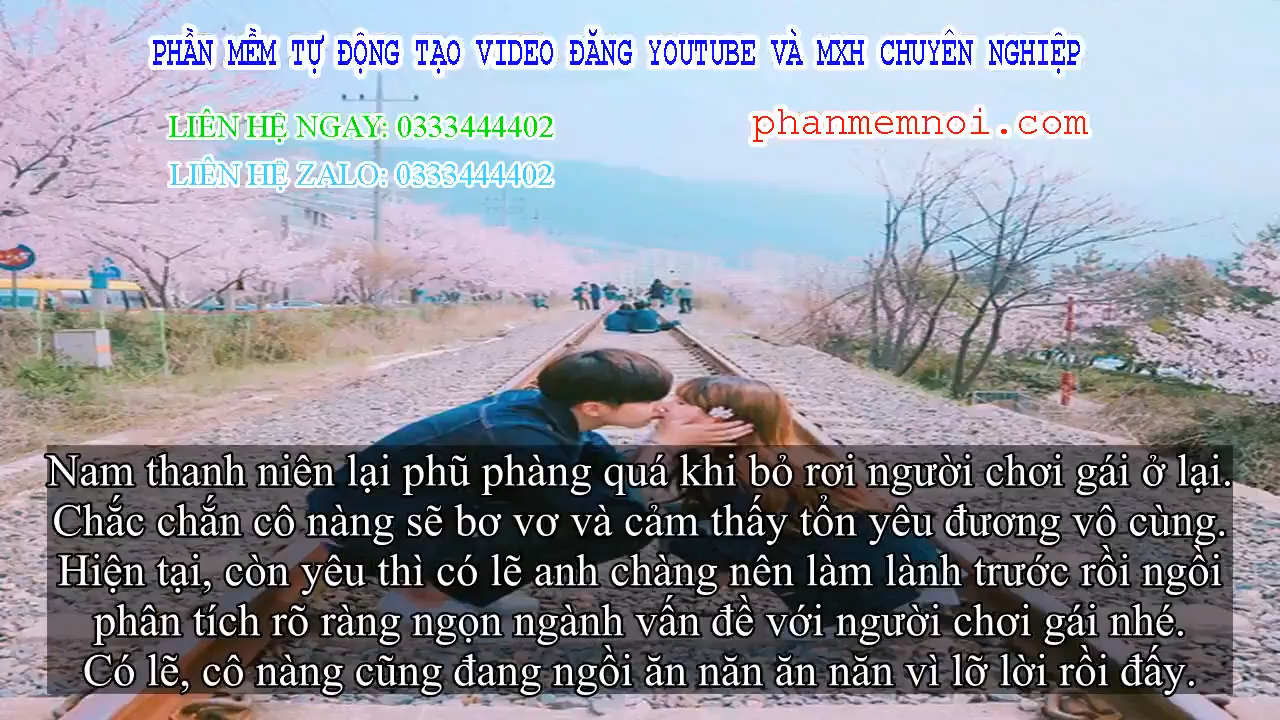 PHẦN MỀM TỰ ĐỘNG TẠO VIDEO ĐĂNG YOUTUBE VÀ MXH CHUYÊN NGHIỆP
LIÊN HỆ NGAY: 0333444402
phanmemnoi.com
LIÊN HỆ ZALO: 0333444402
Nam thanh niên lại phũ phàng quá khi bỏ rơi người chơi gái ở lại.
Chắc chắn cô nàng sẽ bơ vơ và cảm thấy tổn yêu đương vô cùng.
Hiện tại, còn yêu thì có lẽ anh chàng nên làm lành trước rồi ngồi
phân tích rõ ràng ngọn ngành vấn đề với người chơi gái nhé.
Có lẽ, cô nàng cũng đang ngồi ăn năn ăn năn vì lỡ lời rồi đấy.